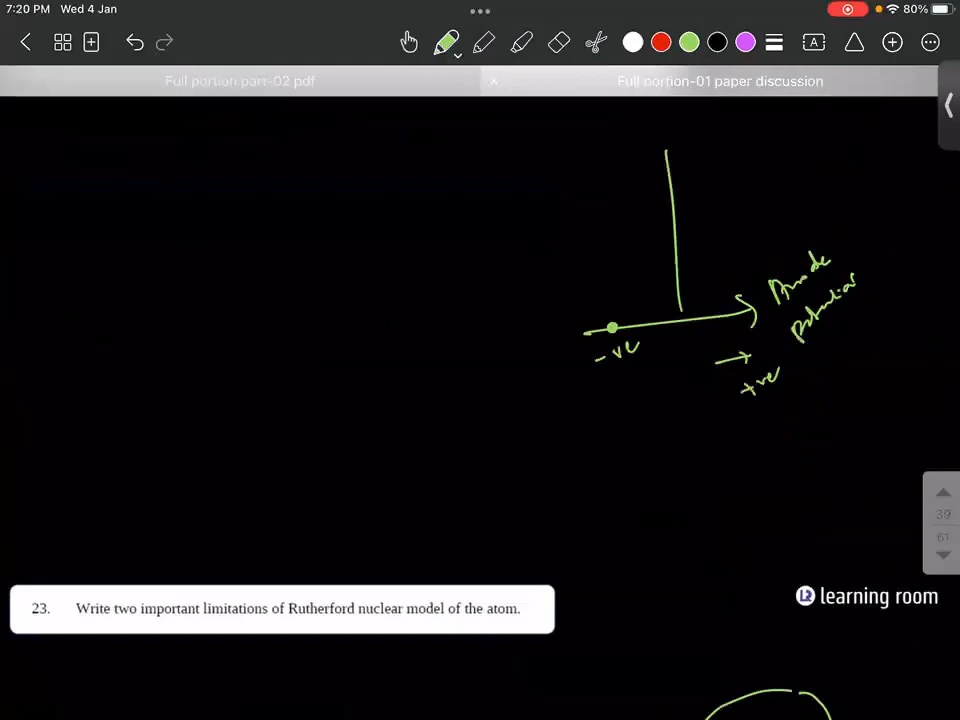 7:20 PM Wed 4 Jan
80%
A
Full portion part-02 pdf
Full portion-01 paper discussion
Anode
potential
-ve
+ve
39
61
23. Write two important limitations of Rutherford nuclear model of the atom.
LR learning room